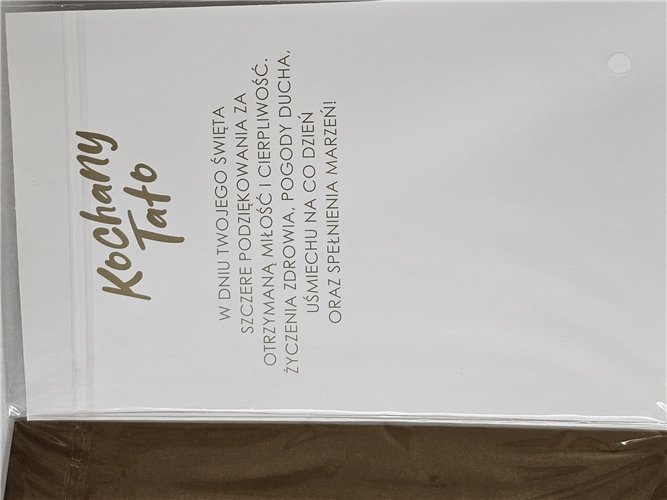 Kochany
Tato
W DNIU TWOJEGO ŚWIĘTA
SZCZERE PODZIĘKOWANIA ZA
OTRZYMANĄ MIŁOŚĆ I CIERPLIWOŚĆ.
ŻYCZENIA ZDROWIA, POGODY DUCHA,
UŚMIECHU NA CO DZIEŃ
ORAZ SPEŁNIENIA MARZEŃ!